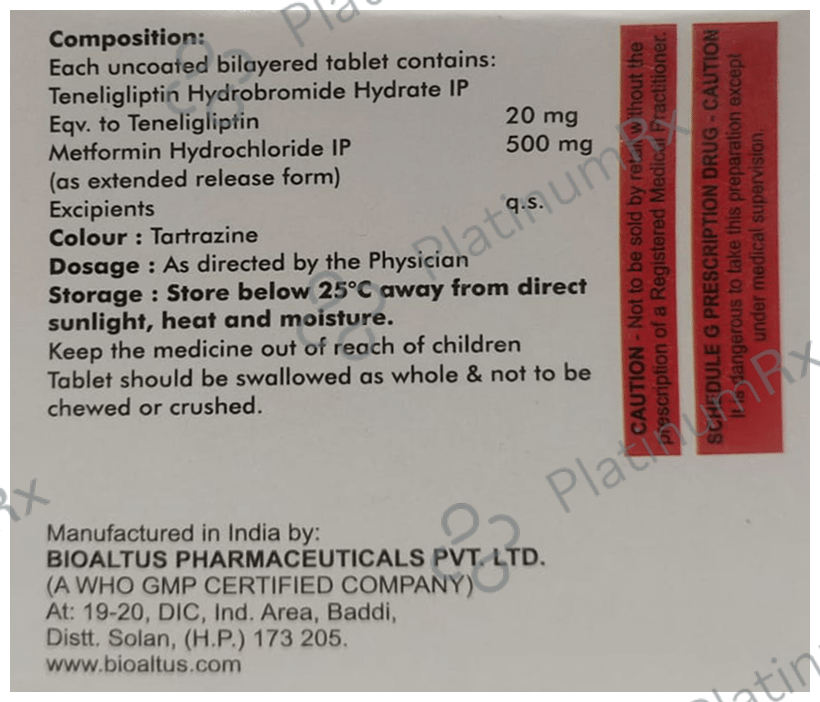 Composition:
Each uncoated bilayered tablet contains:
Teneligliptin Hydrobromide Hydrate IP
Eqv. to Teneligliptin 20 mg
Metformin Hydrochloride IP 500 mg
(as extended release form)
Excipients q.s.
Colour : Tartrazine
Dosage : As directed by the Physician
Storage : Store below 25°C away from direct
sunlight, heat and moisture.
Keep the medicine out of reach of children
Tablet should be swallowed as whole & not to be
chewed or crushed.
Manufactured in India by:
BIOALTUS PHARMACEUTICALS PVT. LTD.
(A WHO GMP CERTIFIED COMPANY)
At: 19-20, DIC, Ind. Area, Baddi,
Distt. Solan, (H.P.) 173 205.
www.bioaltus.com
CAUTION - Not to be sold by retail without the
prescription of a Registered Medical Practitioner.
SCHEDULE G PRESCRIPTION DRUG - CAUTION
It is dangerous to take this preparation except
under medical supervision.
PlatinumRx
PlatinumRx